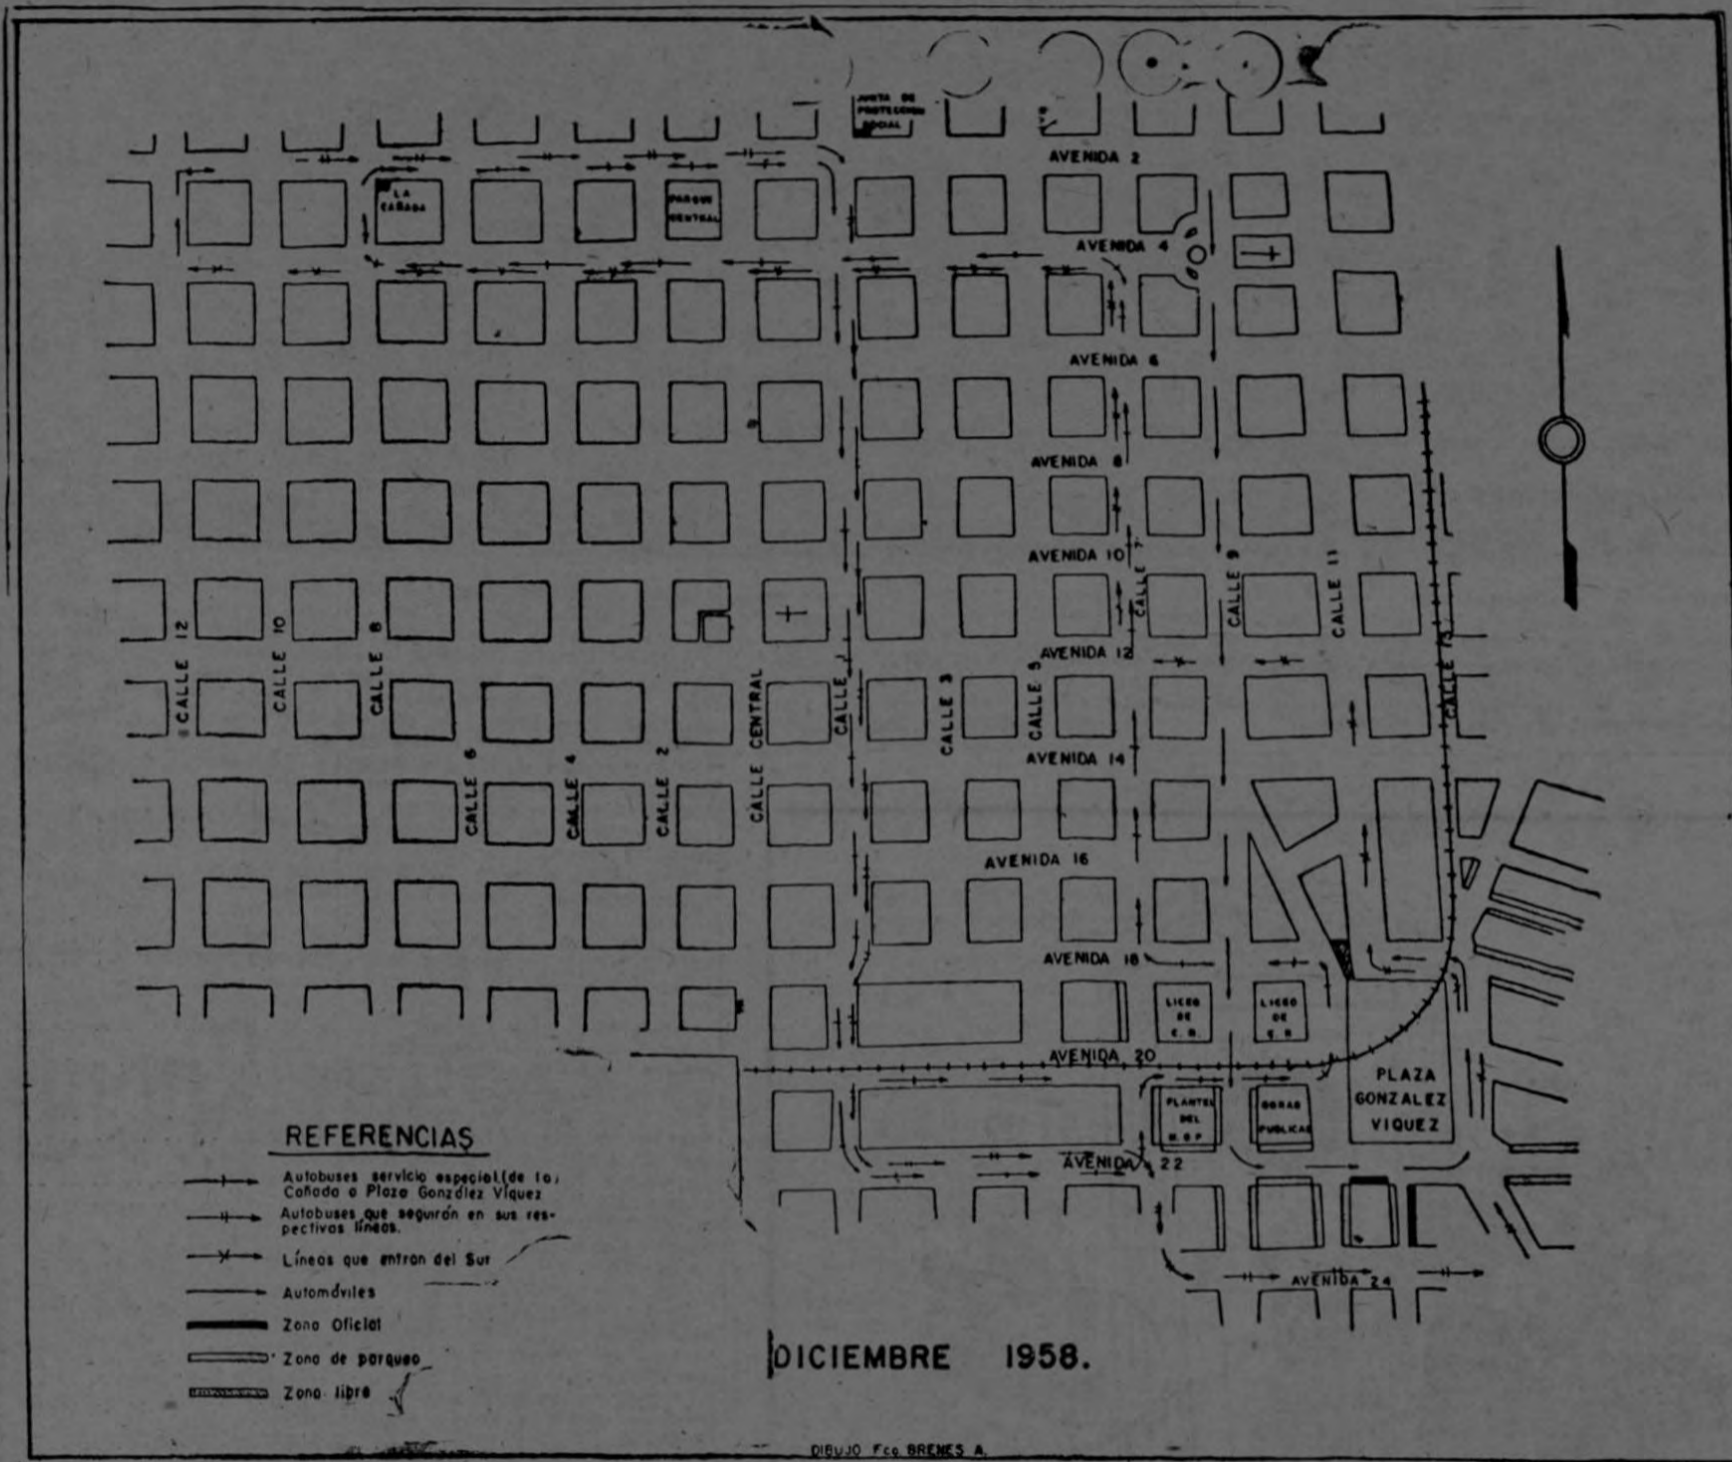 JUNTA DE
PROTECCION
SOCIAL
AVENIDA 2
LA
CAÑADA
PARQUE
CENTRAL
AVENIDA 4
AVENIDA 6
AVENIDA 8
AVENIDA 10
CALLE 7
CALLE 9
CALLE 11
CALLE 12
CALLE 10
CALLE 8
AVENIDA 12
CALLE 13
CALLE CENTRAL
CALLE 1
CALLE 3
CALLE 5
AVENIDA 14
CALLE 6
CALLE 4
CALLE 2
AVENIDA 16
AVENIDA 18
LICEO
DE
C. R.
LICEO
DE
C. R.
AVENIDA 20
PLAZA
GONZALEZ
VIQUEZ
PLANTEL
DEL
M. O P
OBRAS
PUBLICAS
AVENIDA 22
AVENIDA 24
REFERENCIAS
Autobuses servicio especial (de la
Cañada a Plaza González Víquez
Autobuses que seguirán en sus res-
pectivas líneas.
Líneas que entran del Sur
Automóviles
Zona Oficial
Zona de parqueo
Zona libre
DICIEMBRE 1958.
DIBUJO Fco. BRENES A.